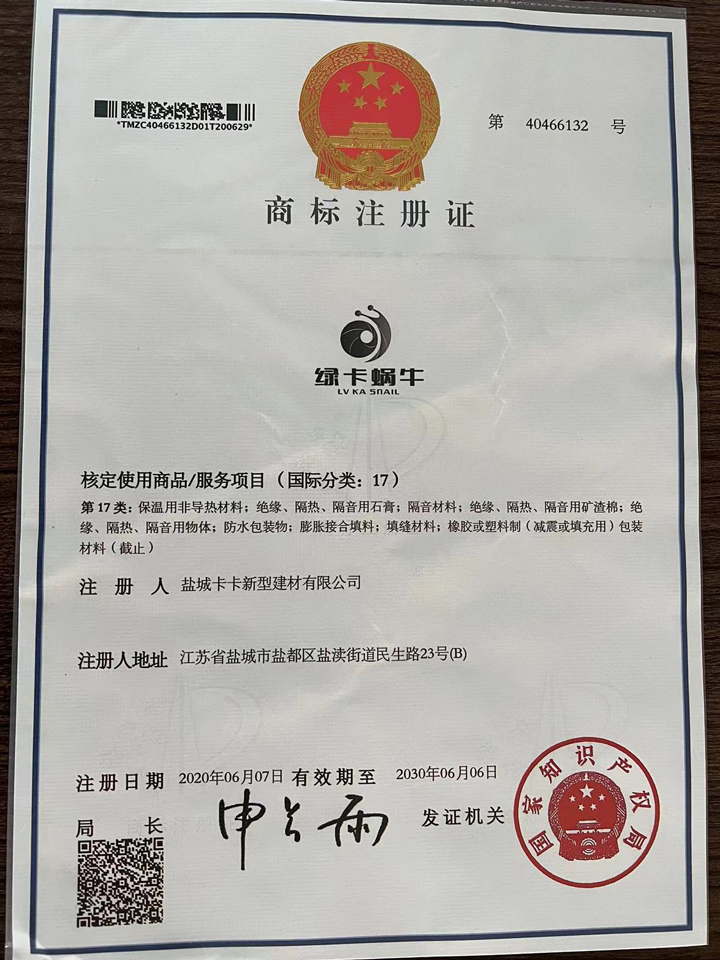 *TMZC40466132D01T200629*
第 40466132 号
商标注册证
绿卡蜗牛
LV KA SNAIL
核定使用商品/服务项目（国际分类：17）
第 17 类：保温用非导热材料；绝缘、隔热、隔音用石膏；隔音材料；绝缘、隔热、隔音用矿渣棉；绝
缘、隔热、隔音用物体；防水包装物；膨胀接合填料；填缝材料；橡胶或塑料制（减震或填充用）包装
材料（截止）
注册人 盐城卡卡新型建材有限公司
注册人地址 江苏省盐城市盐都区盐渎街道民生路23号(B)
注册日期 2020年06月07日 有效期至 2030年06月06日
局长 申长雨 发证机关
国家知识产权局